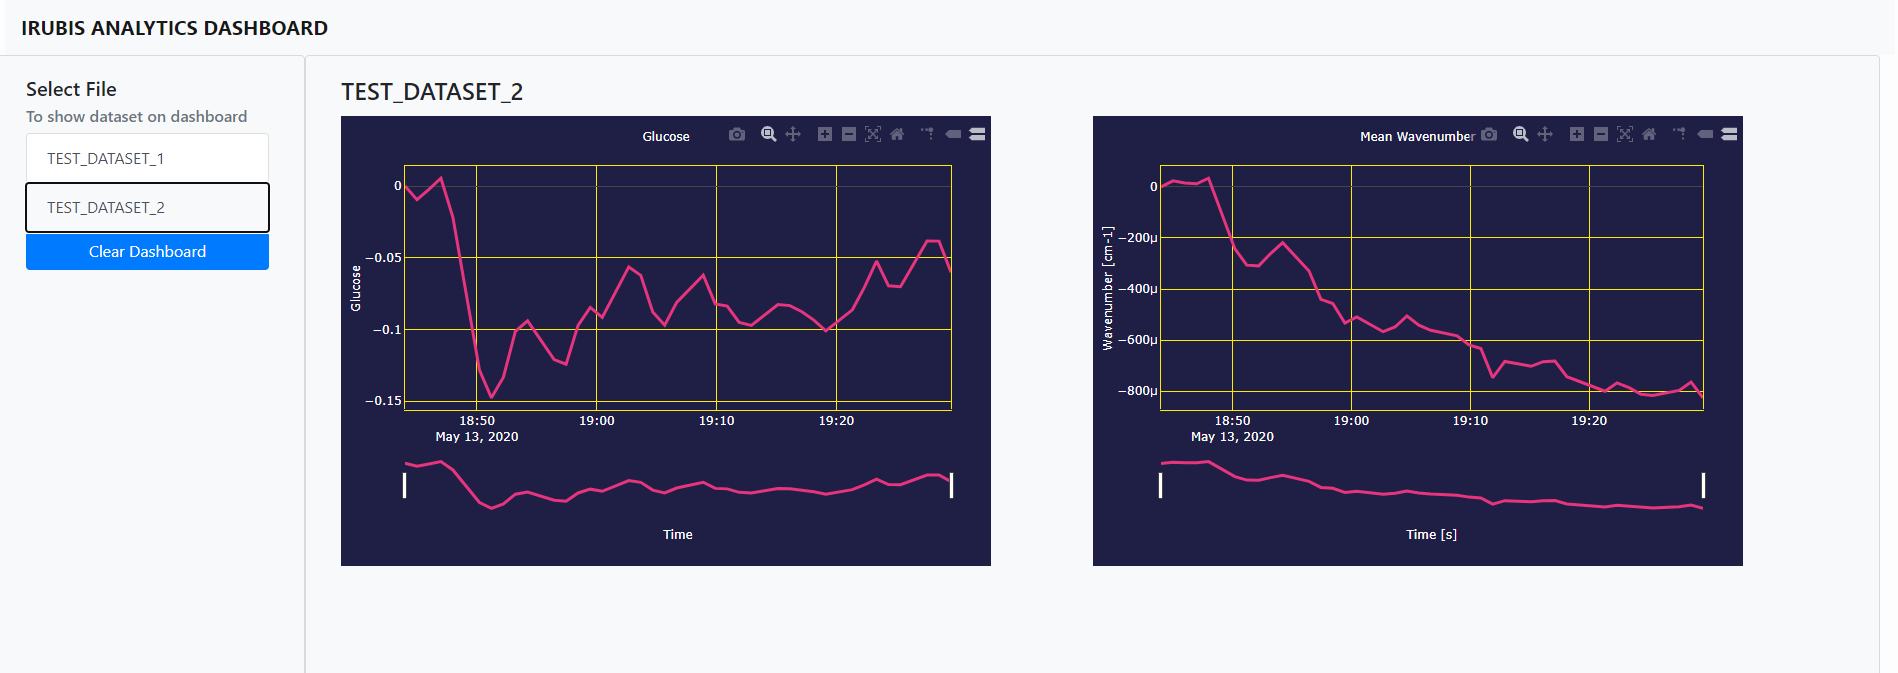 IRUBIS ANALYTICS DASHBOARD
Select File
To show dataset on dashboard
TEST_DATASET_1
TEST_DATASET_2
Clear Dashboard
TEST_DATASET_2
Glucose
0
−0.05
−0.1
−0.15
Glucose
18:50 19:00 19:10 19:20
May 13, 2020
Time
Mean Wavenumber
0
−200μ
−400μ
−600μ
−800μ
Wavenumber [cm-1]
18:50 19:00 19:10 19:20
May 13, 2020
Time [s]